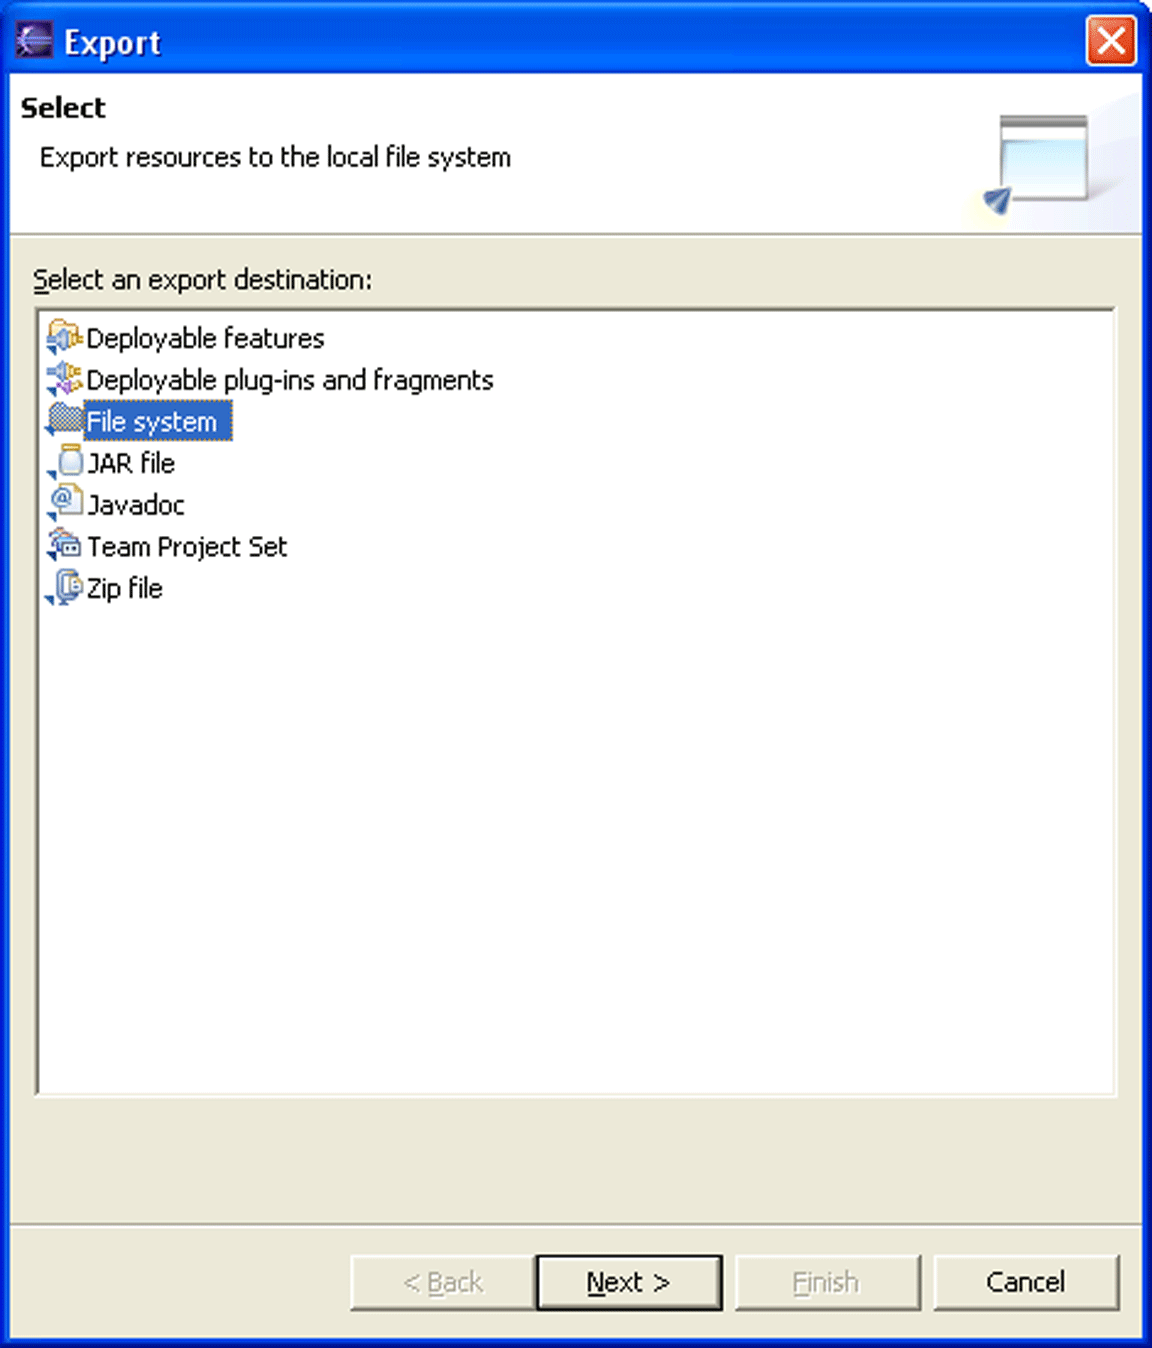 Export
Select
Export resources to the local file system
Select an export destination:
Deployable features
Deployable plug-ins and fragments
File system
JAR file
Javadoc
Team Project Set
Zip file
< Back Next > Finish Cancel